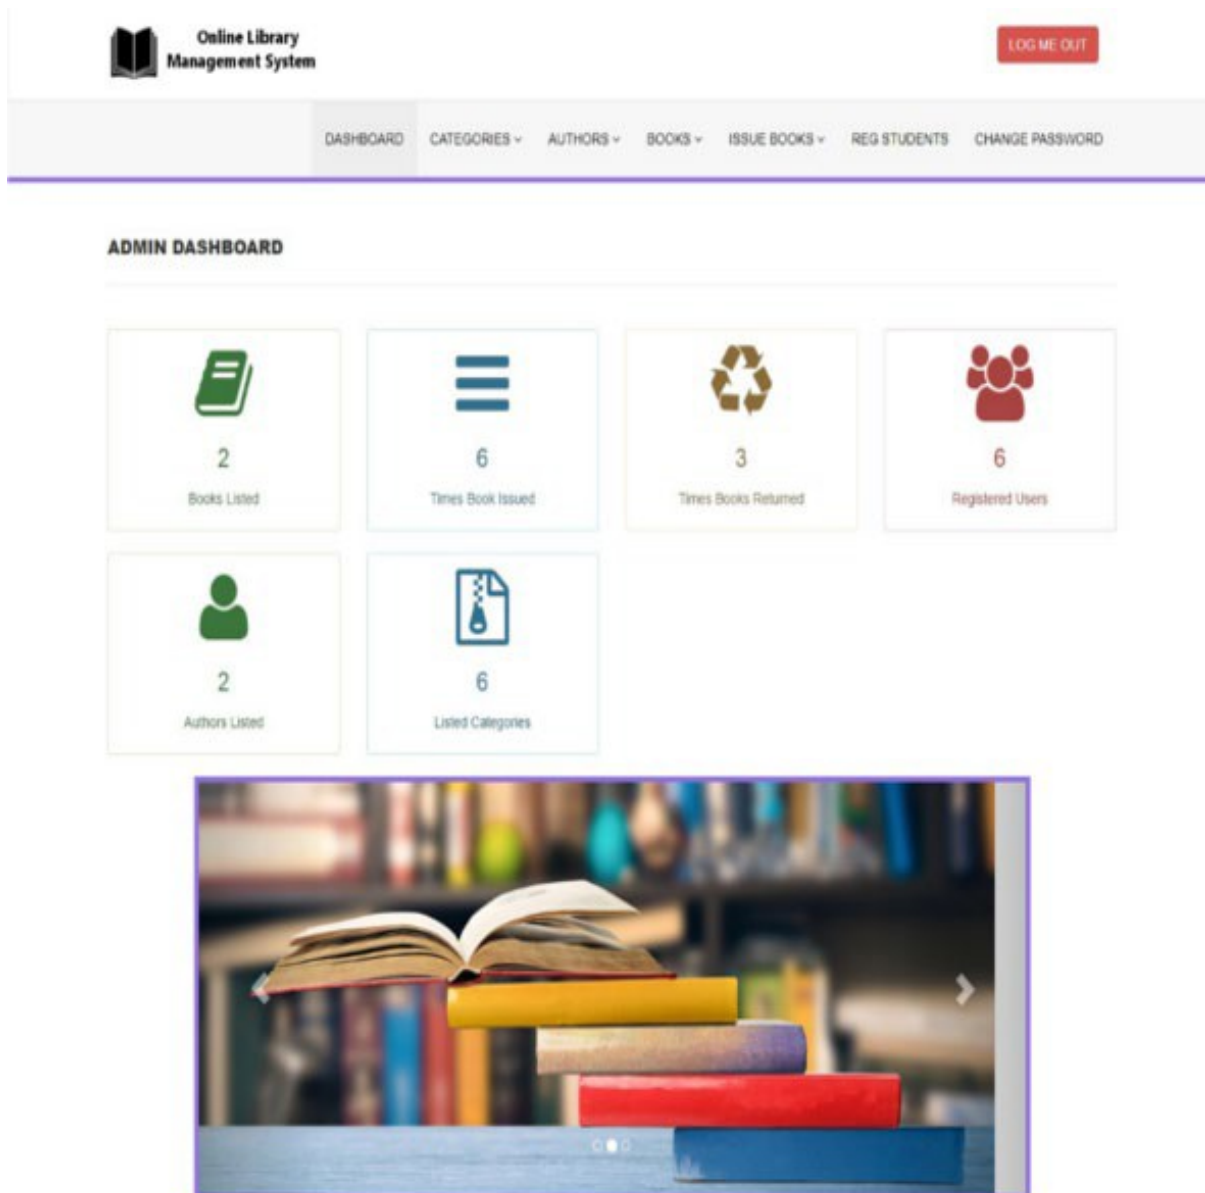 Online Library
Management System
LOG ME OUT
DASHBOARD CATEGORIES AUTHORS BOOKS ISSUE BOOKS REG STUDENTS CHANGE PASSWORD
ADMIN DASHBOARD
2
Books Listed
6
Times Book Issued
3
Times Books Returned
6
Registered Users
2
Authors Listed
6
Listed Categories